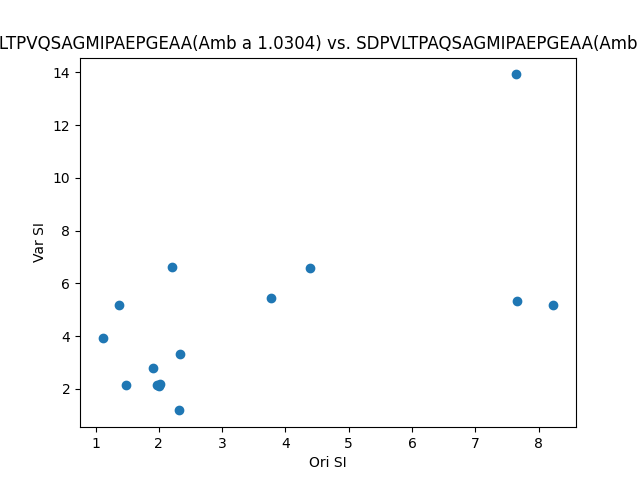 LTPVQSAGMIPAEPGEAA(Amb a 1.0304) vs. SDPVLTPAQSAGMIPAEPGEAA(Amb
14
12
10
8
6
4
2
Var SI
1 2 3 4 5 6 7 8
Ori SI